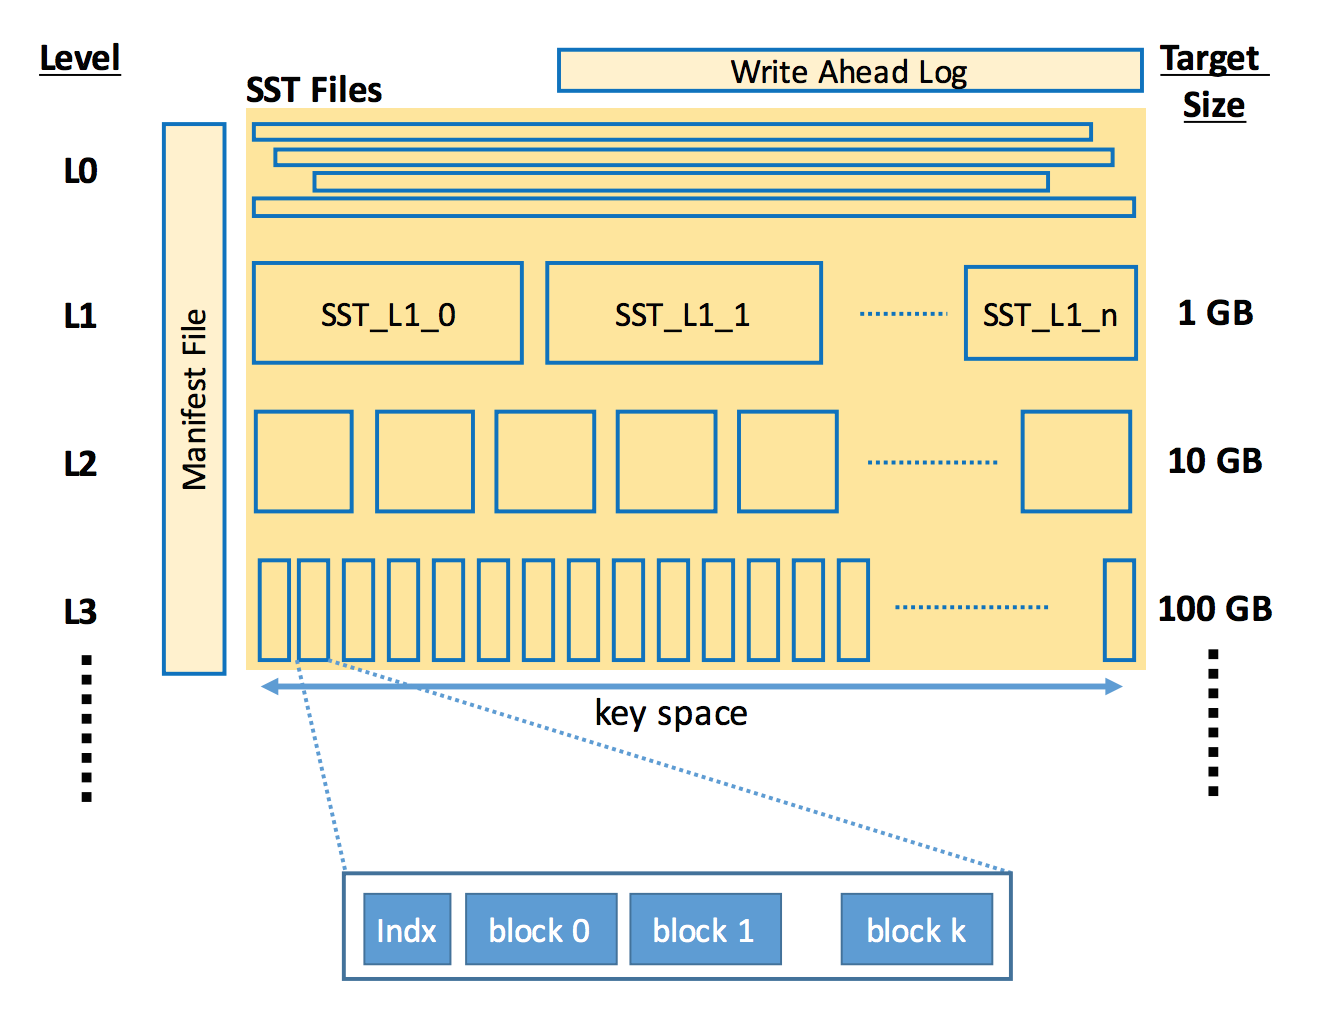 Level
SST Files
Write Ahead Log
Target
Size
L0
Manifest File
L1
SST_L1_0
SST_L1_1
SST_L1_n
1 GB
L2
10 GB
L3
100 GB
key space
Indx
block 0
block 1
block k